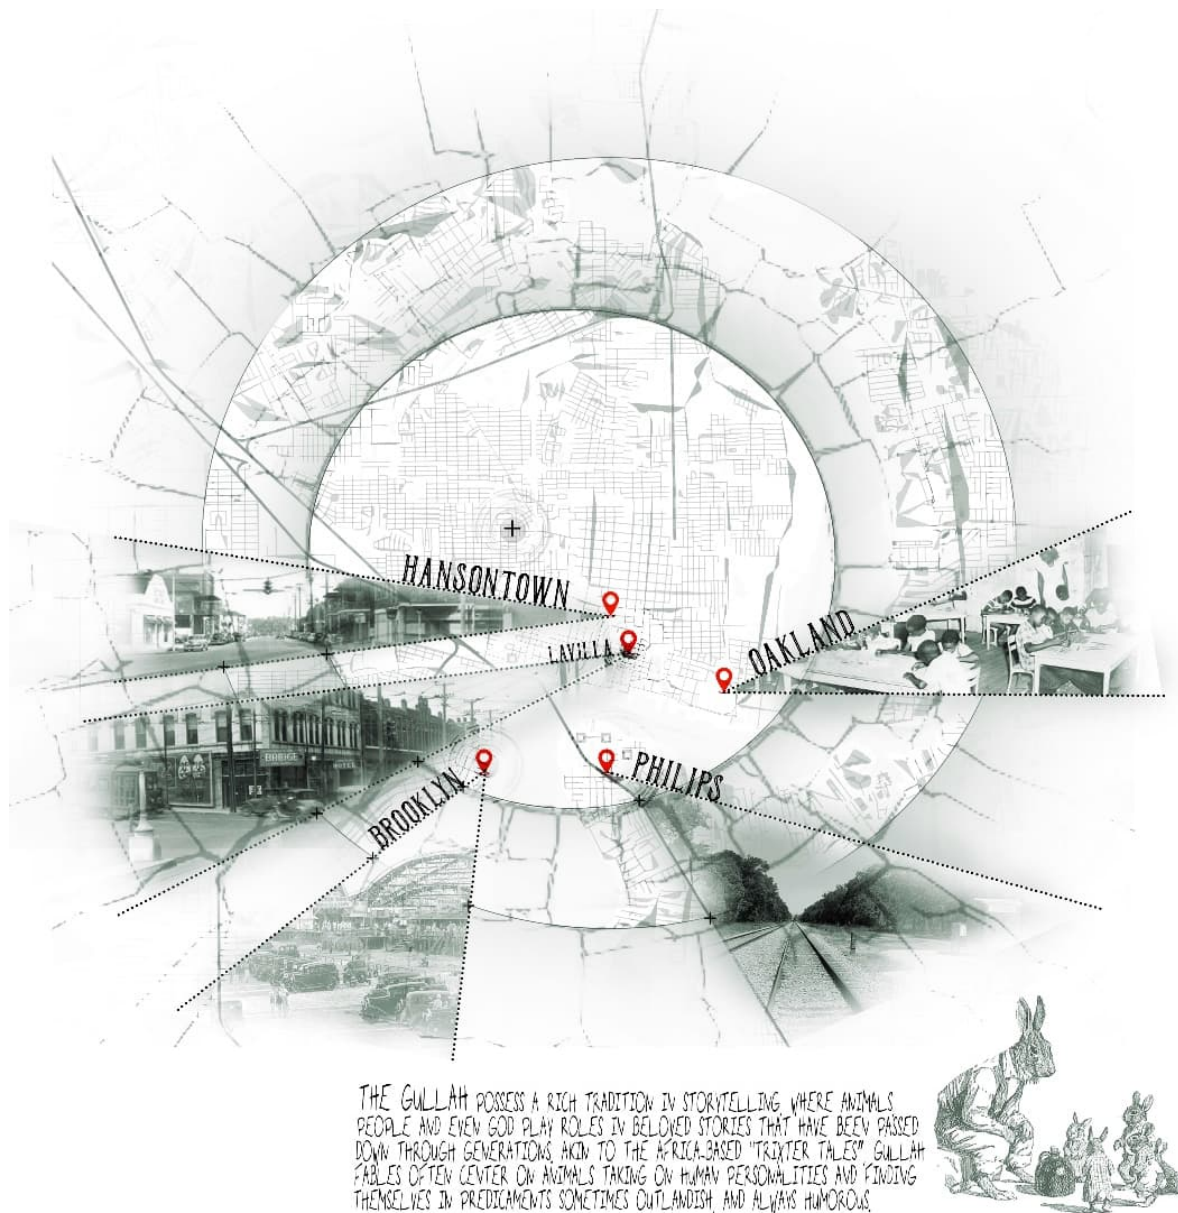 HANSONTOWN
LAVILLA
OAKLAND
BROOKLYN
PHILIPS
BRIDGE
THE GULLAH POSSESS A RICH TRADITION IN STORYTELLING, WHERE ANIMALS
PEOPLE AND EVEN GOD PLAY ROLES IN BELOVED STORIES THAT HAVE BEEN PASSED
DOWN THROUGH GENERATIONS, AKIN TO THE AFRICA-BASED "TRIXTER TALES". GULLAH
FABLES OFTEN CENTER ON ANIMALS TAKING ON HUMAN PERSONALITIES AND FINDING
THEMSELVES IN PREDICAMENTS SOMETIMES OUTLANDISH, AND ALWAYS HUMOROUS.